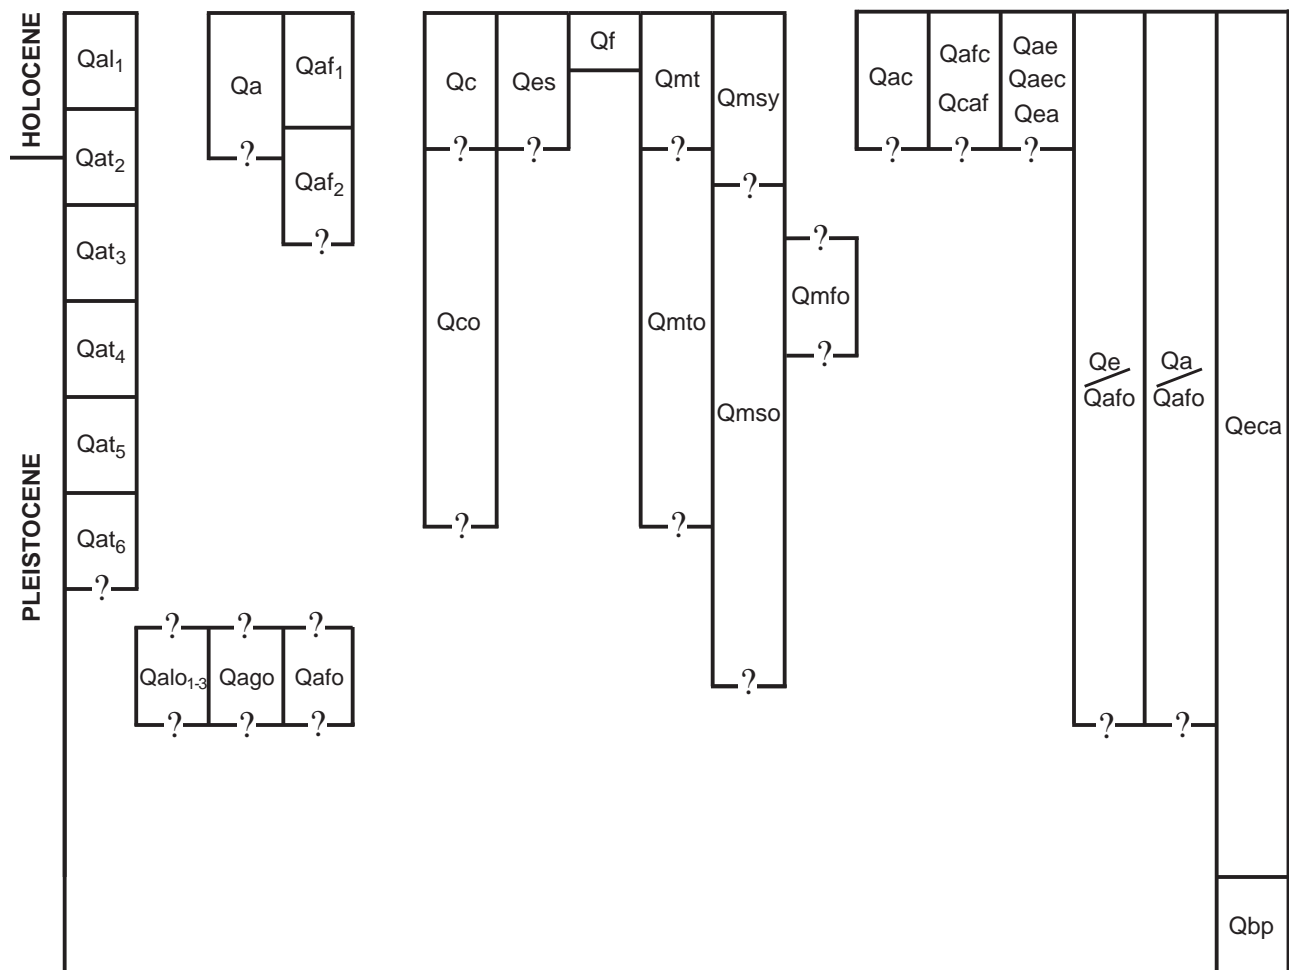 HOLOCENE
PLEISTOCENE
Qal1
Qat2
Qat3
Qat4
Qat5
Qat6
?
?
Qalo1-3
?
Qa
?
?
Qago
?
Qaf1
Qaf2
?
?
Qafo
?
Qc
?
Qco
?
Qes
?
Qf
Qmt
?
Qmto
?
Qmsy
?
Qmso
?
?
Qmfo
?
Qac
?
Qafc
Qcaf
?
Qae
Qaec
Qea
?
Qe
Qafo
?
Qa
Qafo
?
Qeca
Qbp